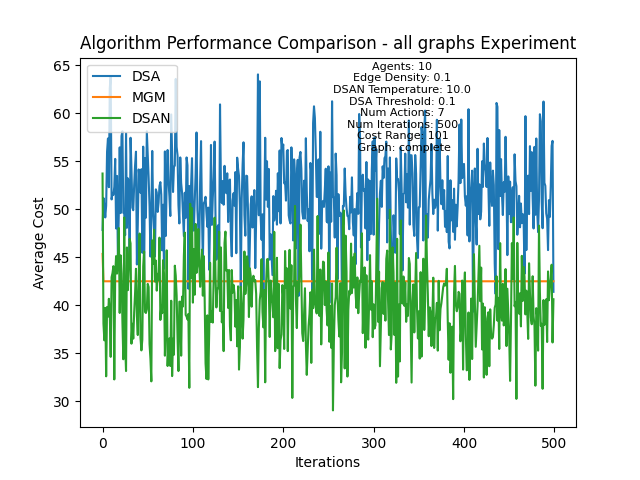 Algorithm Performance Comparison - all graphs Experiment
DSA
MGM
DSAN
Agents: 10
Edge Density: 0.1
DSAN Temperature: 10.0
DSA Threshold: 0.1
Num Actions: 7
Num Iterations: 500
Cost Range: 101
Graph: complete
Average Cost
65
60
55
50
45
40
35
30
0 100 200 300 400 500
Iterations